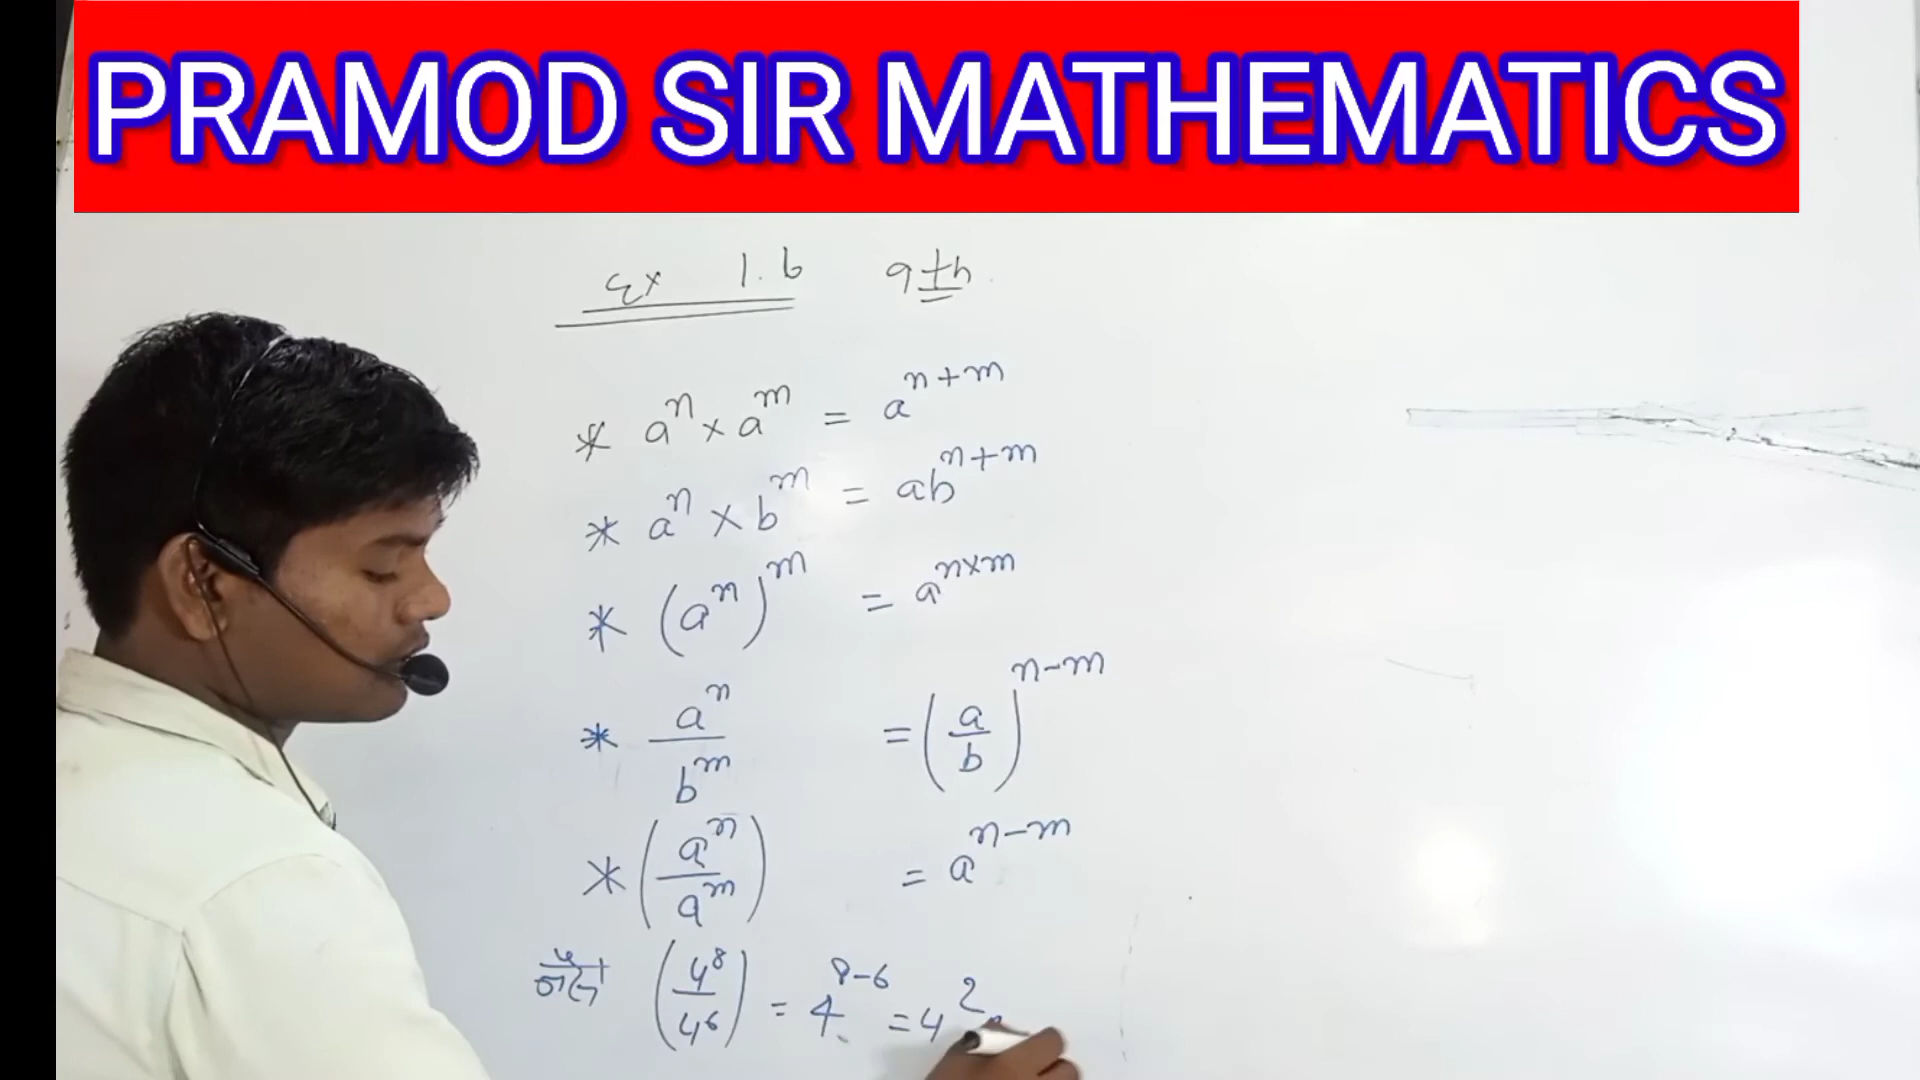 PRAMOD SIR MATHEMATICS
Ex 1.6 9th
* aⁿ × aᵐ = aⁿ⁺ᵐ
* aⁿ × bᵐ = abⁿ⁺ᵐ
* (aⁿ)ᵐ = aⁿˣᵐ
* aⁿ/bᵐ = (a/b)ⁿ⁻ᵐ
* (aⁿ/aᵐ) = aⁿ⁻ᵐ
जैसे (4⁸/4⁶) = 4⁸⁻⁶ = 4²